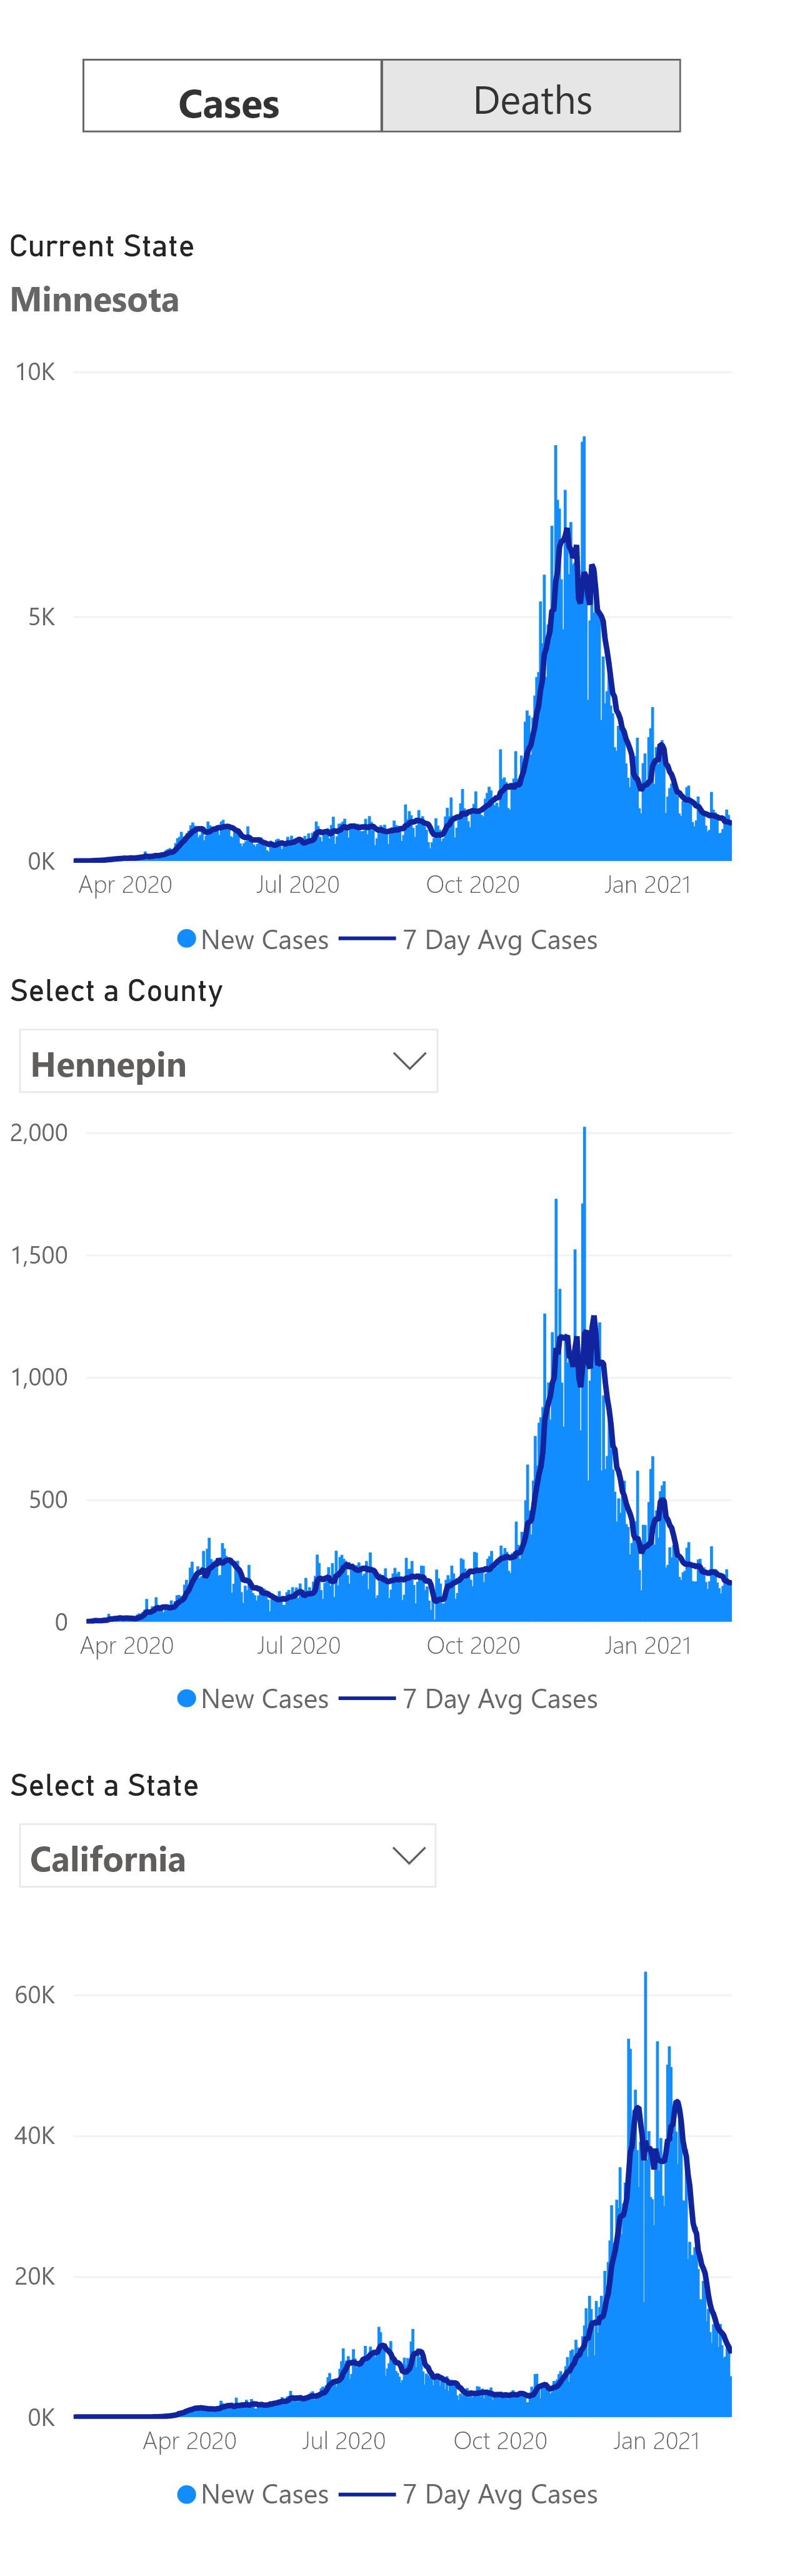 Cases Deaths
Current State
Minnesota
10K
5K
0K
Apr 2020 Jul 2020 Oct 2020 Jan 2021
New Cases 7 Day Avg Cases
Select a County
Hennepin
2,000
1,500
1,000
500
0
Apr 2020 Jul 2020 Oct 2020 Jan 2021
New Cases 7 Day Avg Cases
Select a State
California
60K
40K
20K
0K
Apr 2020 Jul 2020 Oct 2020 Jan 2021
New Cases 7 Day Avg Cases